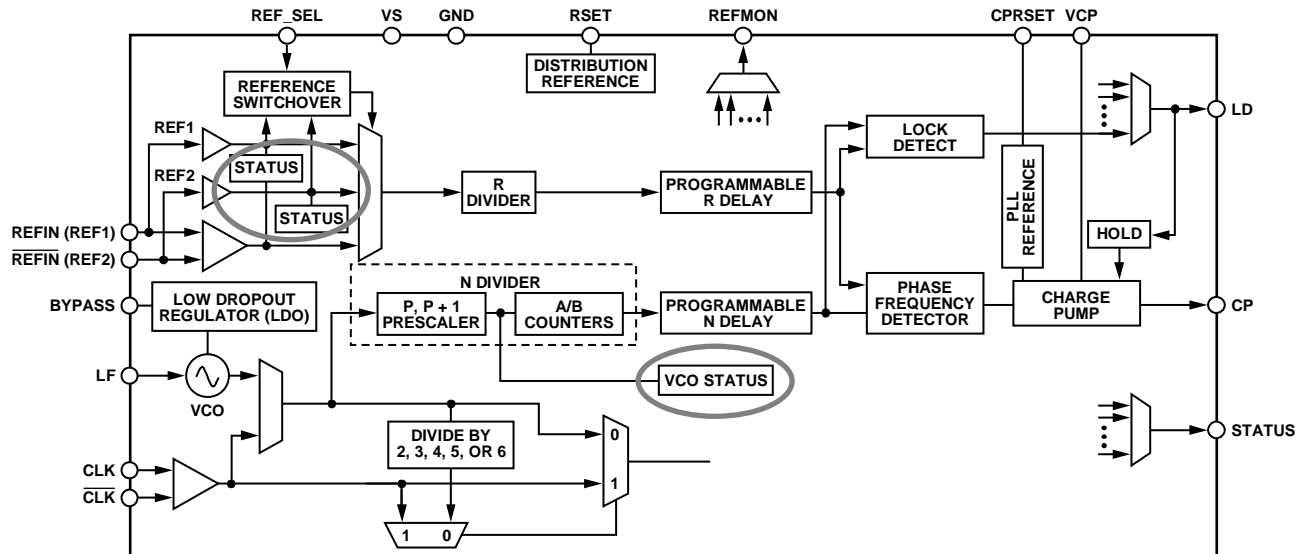 REF_SEL
VS
GND
RSET
REFMON
CPRSET
VCP
DISTRIBUTION
REFERENCE
REFERENCE
SWITCHOVER
REF1
STATUS
REF2
STATUS
R
DIVIDER
PROGRAMMABLE
R DELAY
LOCK
DETECT
LD
PLL
REFERENCE
HOLD
REFIN (REF1)
REFIN (REF2)
BYPASS
LOW DROPOUT
REGULATOR (LDO)
N DIVIDER
P, P + 1
PRESCALER
A/B
COUNTERS
PROGRAMMABLE
N DELAY
PHASE
FREQUENCY
DETECTOR
CHARGE
PUMP
CP
LF
VCO
VCO STATUS
DIVIDE BY
2, 3, 4, 5, OR 6
0
1
STATUS
CLK
CLK
1 0